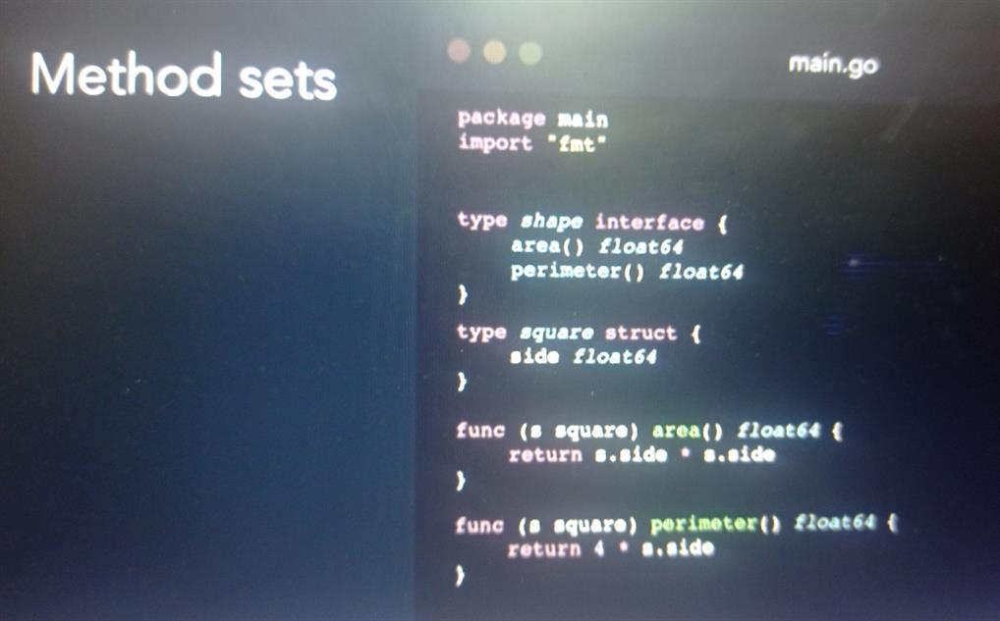 Method sets
main.go
package main
import "fmt"
type shape interface {
area() float64
perimeter() float64
}
type square struct {
side float64
}
func (s square) area() float64 {
return s.side * s.side
}
func (s square) perimeter() float64 {
return 4 * s.side
}